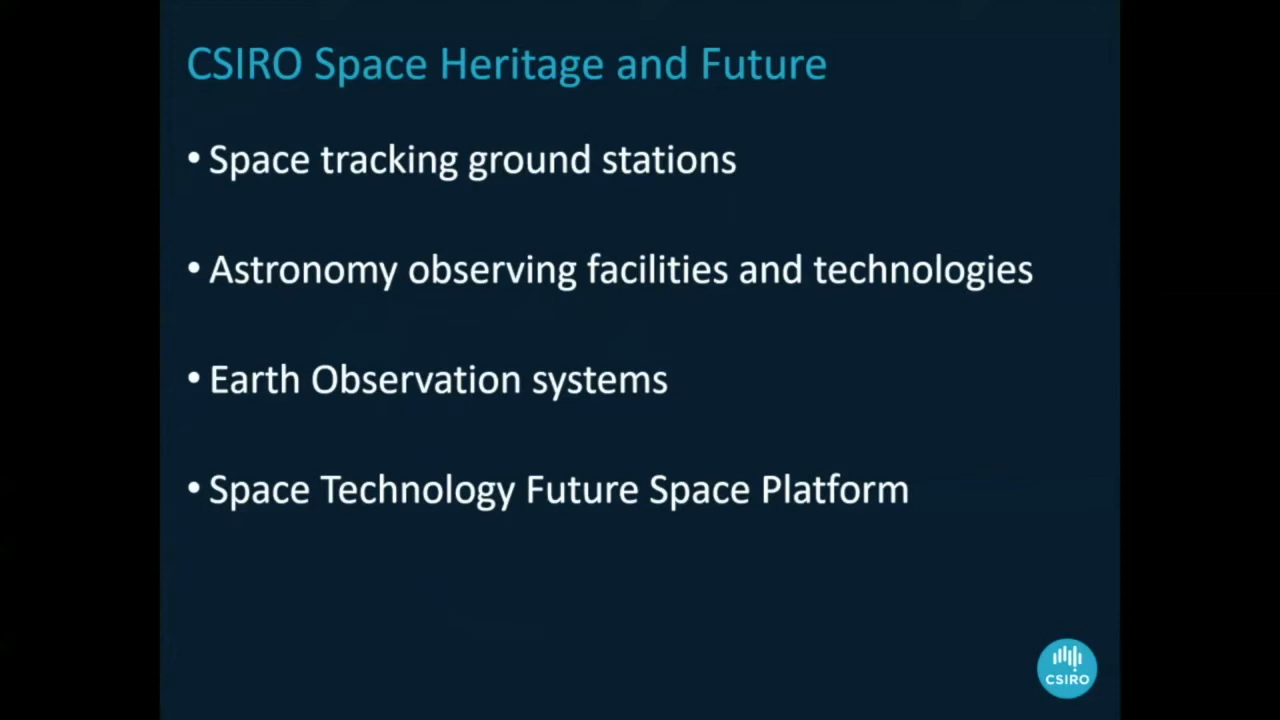 CSIRO Space Heritage and Future
• Space tracking ground stations
• Astronomy observing facilities and technologies
• Earth Observation systems
• Space Technology Future Space Platform
CSIRO